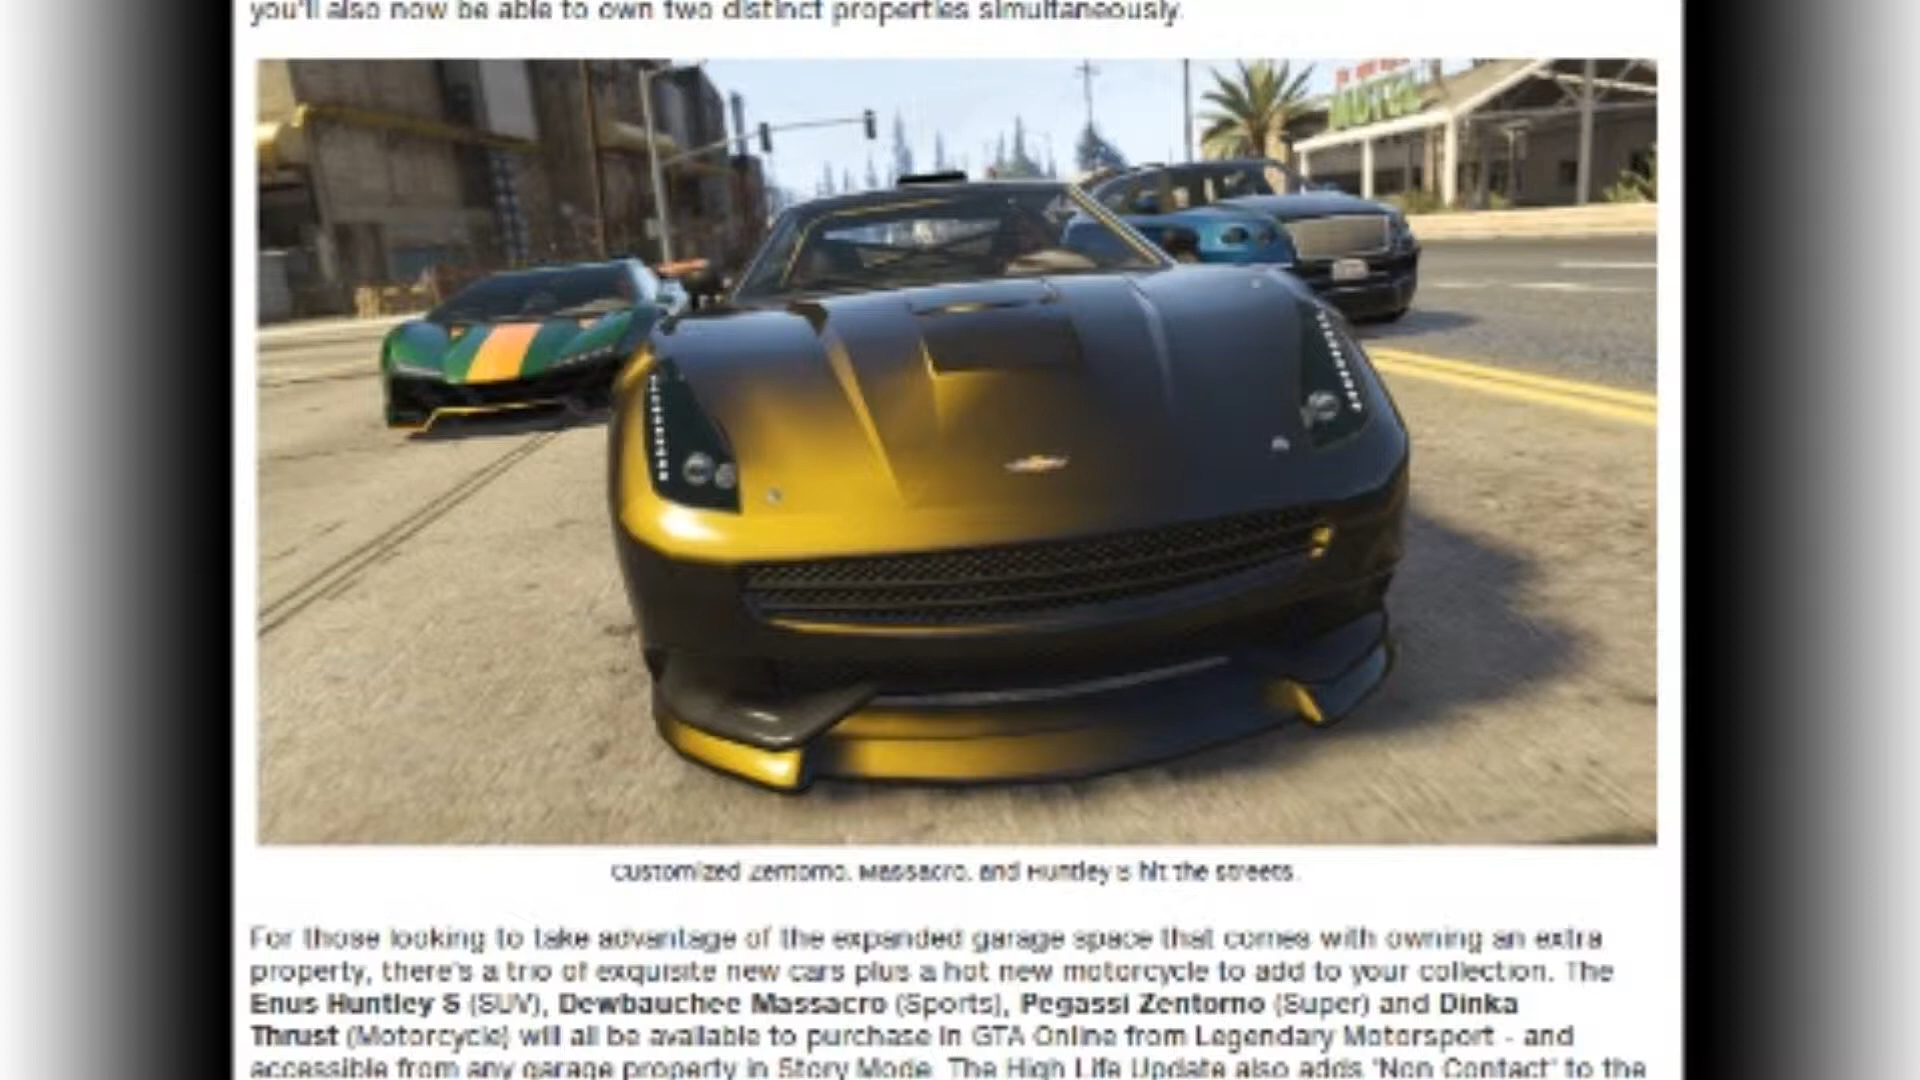 you'll also now be able to own two distinct properties simultaneously.
Customized Zentorno, Massacro, and Huntley S hit the streets.
For those looking to take advantage of the expanded garage space that comes with owning an extra
property, there's a trio of exquisite new cars plus a hot new motorcycle to add to your collection. The
Enus Huntley S (SUV), Dewbauchee Massacro (Sports), Pegassi Zentorno (Super) and Dinka
Thrust (Motorcycle) will all be available to purchase in GTA Online from Legendary Motorsport - and
accessible from any garage property in Story Mode. The High Life Update also adds 'Non Contact' to the